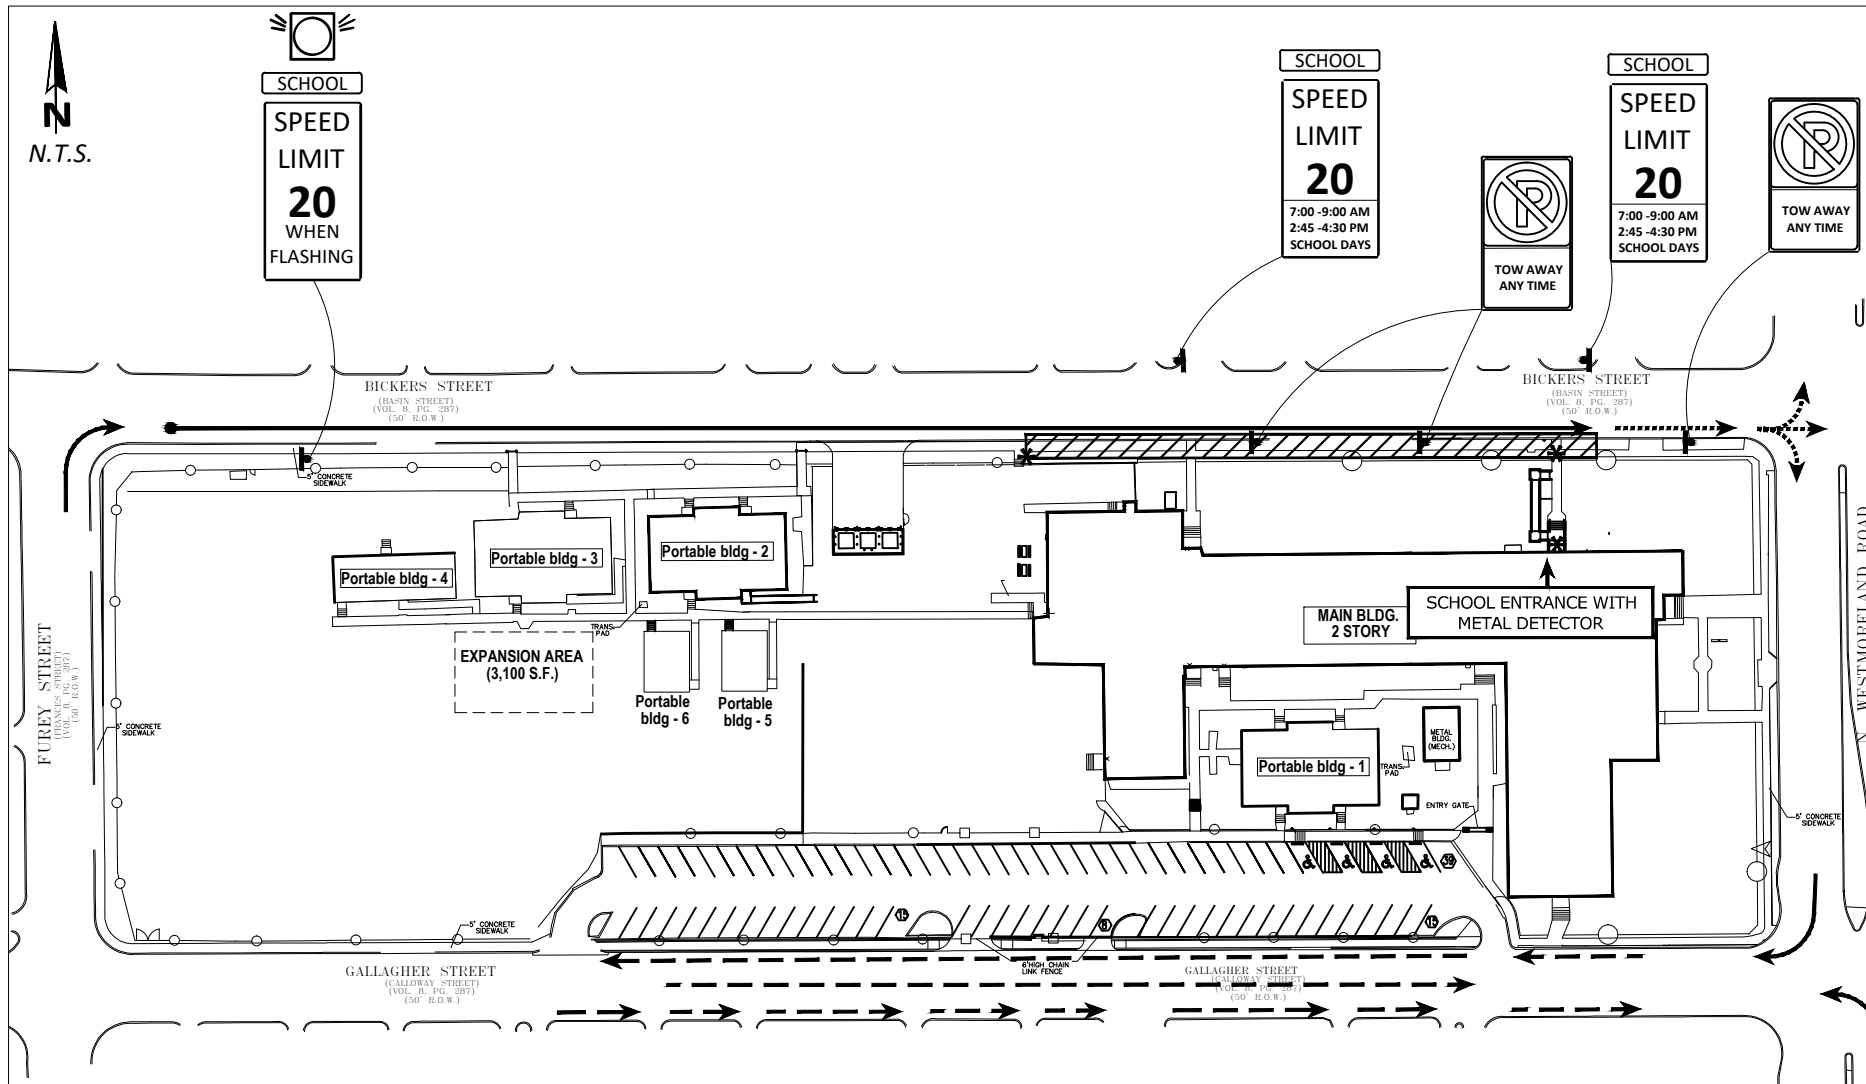 N
N.T.S.
SCHOOL
SPEED
LIMIT
20
WHEN
FLASHING
SCHOOL
SPEED
LIMIT
20
7:00 -9:00 AM
2:45 -4:30 PM
SCHOOL DAYS
P
TOW AWAY
ANY TIME
SCHOOL
SPEED
LIMIT
20
7:00 -9:00 AM
2:45 -4:30 PM
SCHOOL DAYS
P
TOW AWAY
ANY TIME
BICKERS STREET
(BASIN STREET)
(VOL. 8, PG. 287)
(50' R.O.W.)
BICKERS STREET
(BASIN STREET)
(VOL. 8, PG. 287)
(50' R.O.W.)
5' CONCRETE
SIDEWALK
Portable bldg - 4
Portable bldg - 3
Portable bldg - 2
TRANS.
PAD
EXPANSION AREA
(3,100 S.F.)
Portable
bldg - 6
Portable
bldg - 5
MAIN BLDG.
2 STORY
SCHOOL ENTRANCE WITH
METAL DETECTOR
FUREY STREET
(FRANCES STREET)
(VOL. 8, PG. 287)
(50' R.O.W.)
5' CONCRETE
SIDEWALK
N. WESTMORELAND ROAD
METAL
BLDG.
(MECH.)
Portable bldg - 1
TRANS.
PAD
ENTRY GATE
5' CONCRETE
SIDEWALK
39
15
8
15
5' CONCRETE
SIDEWALK
6'HIGH CHAIN
LINK FENCE
GALLAGHER STREET
(CALLOWAY STREET)
(VOL. 8, PG. 287)
(50' R.O.W.)
GALLAGHER STREET
(CALLOWAY STREET)
(VOL. 8, PG. 287)
(50' R.O.W.)